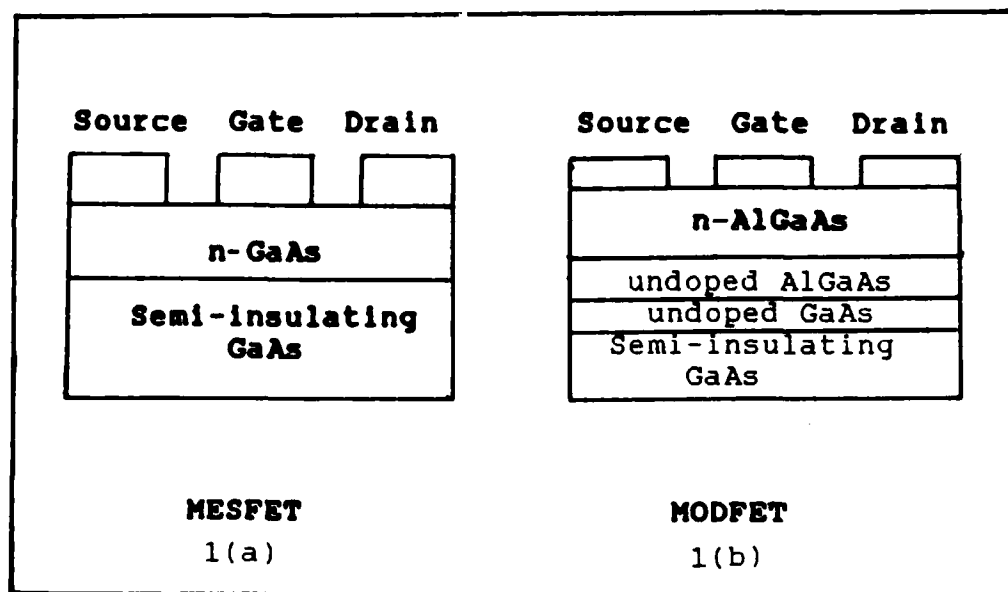 Source Gate Drain
n-GaAs
Semi-insulating
GaAs
MESFET
1(a)
Source Gate Drain
n-AlGaAs
undoped AlGaAs
undoped GaAs
Semi-insulating
GaAs
MODFET
1(b)